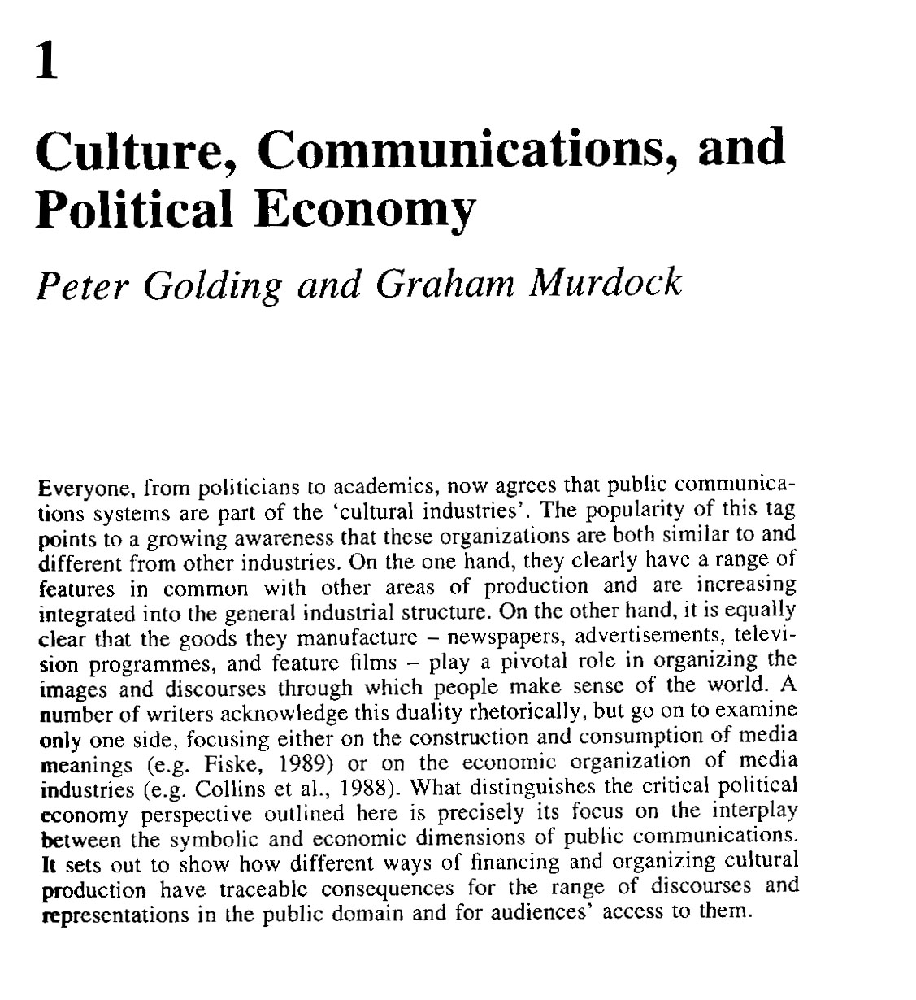 1
Culture, Communications, and
Political Economy
Peter Golding and Graham Murdock
Everyone, from politicians to academics, now agrees that public communica-
tions systems are part of the ‘cultural industries’. The popularity of this tag
points to a growing awareness that these organizations are both similar to and
different from other industries. On the one hand, they clearly have a range of
features in common with other areas of production and are increasing
integrated into the general industrial structure. On the other hand, it is equally
clear that the goods they manufacture – newspapers, advertisements, televi-
sion programmes, and feature films – play a pivotal role in organizing the
images and discourses through which people make sense of the world. A
number of writers acknowledge this duality rhetorically, but go on to examine
only one side, focusing either on the construction and consumption of media
meanings (e.g. Fiske, 1989) or on the economic organization of media
industries (e.g. Collins et al., 1988). What distinguishes the critical political
economy perspective outlined here is precisely its focus on the interplay
between the symbolic and economic dimensions of public communications.
It sets out to show how different ways of financing and organizing cultural
production have traceable consequences for the range of discourses and
representations in the public domain and for audiences’ access to them.